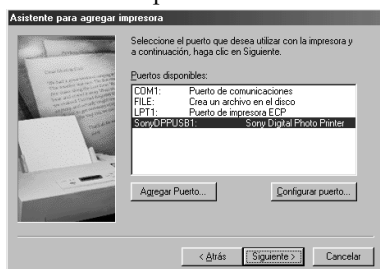 Asistente para agregar impresora
Seleccione el puerto que desea utilizar con la impresora y
a continuación, haga clic en Siguiente.
Puertos disponibles:
COM1: Puerto de comunicaciones
FILE: Crea un archivo en el disco
LPT1: Puerto de impresora ECP
SonyDPPUSB1: Sony Digital Photo Printer
Agregar Puerto...
Configurar puerto...
< Atrás
Siguiente >
Cancelar